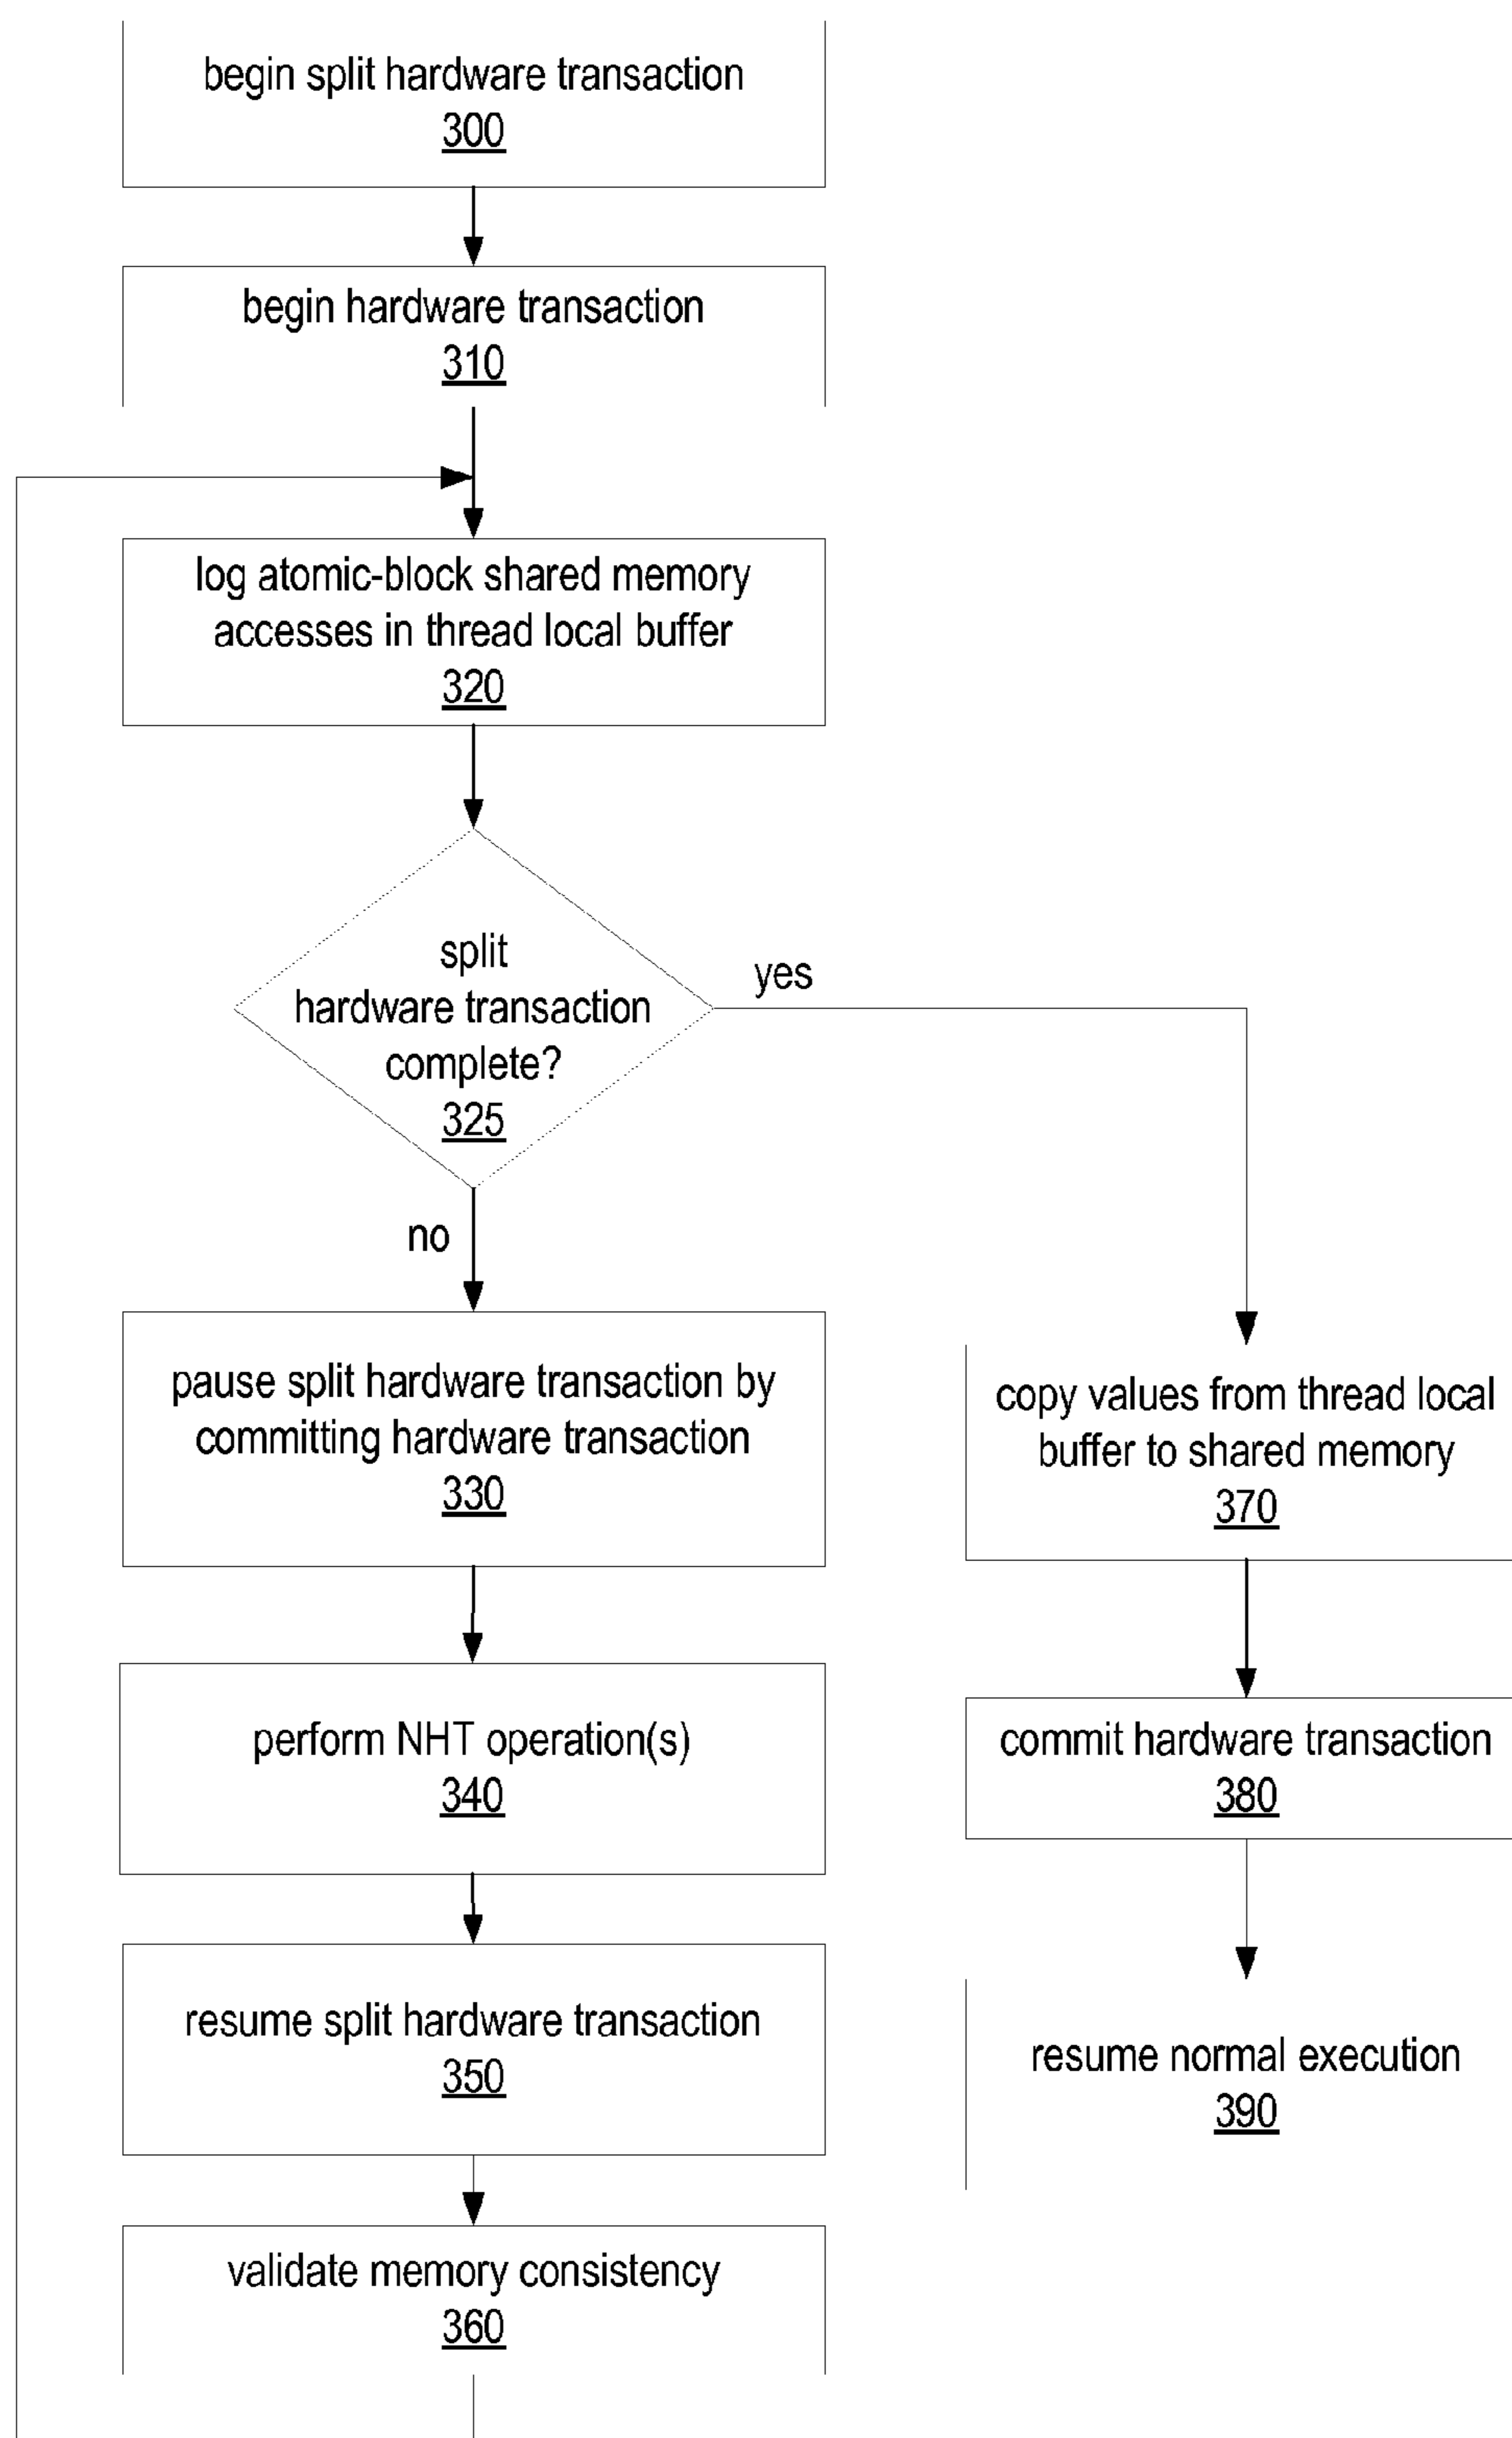 begin split hardware transaction
300
begin hardware transaction
310
log atomic-block shared memory
accesses in thread local buffer
320
split
hardware transaction
complete?
325
yes
no
pause split hardware transaction by
committing hardware transaction
330
perform NHT operation(s)
340
resume split hardware transaction
350
validate memory consistency
360
copy values from thread local
buffer to shared memory
370
commit hardware transaction
380
resume normal execution
390